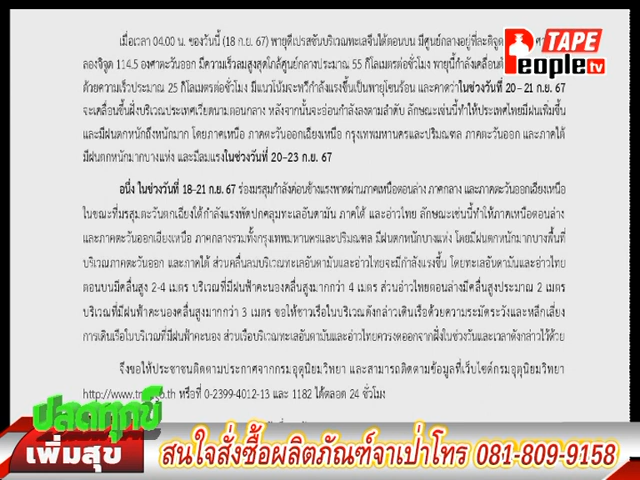 เมื่อเวลา 04.00 น. ของวันนี้ (18 ก.ย. 67) พายุดีเปรสชันบริเวณทะเลจีนใต้ตอนบน มีศูนย์กลางอยู่ที่ละติจูด
ลองจิจูด 114.5 องศาตะวันออก มีความเร็วลมสูงสุดใกล้ศูนย์กลางประมาณ 55 กิโลเมตรต่อชั่วโมง พายุนี้กำลังเคลื่อนตัว
ด้วยความเร็วประมาณ 25 กิโลเมตรต่อชั่วโมง มีแนวโน้มจะทวีกำลังแรงขึ้นเป็นพายุโซนร้อน และคาดว่าในช่วงวันที่ 20 – 21 ก.ย. 67
จะเคลื่อนขึ้นฝั่งบริเวณประเทศเวียดนามตอนกลาง หลังจากนั้นจะอ่อนกำลังลงตามลำดับ ลักษณะเช่นนี้ทำให้ประเทศไทยมีฝนเพิ่มขึ้น
และมีฝนตกหนักถึงหนักมาก โดยภาคเหนือ ภาคตะวันออกเฉียงเหนือ กรุงเทพมหานครและปริมณฑล ภาคตะวันออก และภาคใต้
มีฝนตกหนักมากบางแห่ง และมีลมแรงในช่วงวันที่ 20–23 ก.ย. 67
อนึ่ง ในช่วงวันที่ 18-21 ก.ย. 67 ร่องมรสุมกำลังค่อนข้างแรงพาดผ่านภาคเหนือตอนล่าง ภาคกลาง และภาคตะวันออกเฉียงเหนือ
ในขณะที่มรสุมตะวันตกเฉียงใต้กำลังแรงพัดปกคลุมทะเลอันดามัน ภาคใต้ และอ่าวไทย ลักษณะเช่นนี้ทำให้ภาคเหนือตอนล่าง
และภาคตะวันออกเฉียงเหนือ ภาคกลางรวมทั้งกรุงเทพมหานครและปริมณฑล มีฝนตกหนักบางแห่ง โดยมีฝนตกหนักมากบางพื้นที่
บริเวณภาคตะวันออก และภาคใต้ ส่วนคลื่นลมบริเวณทะเลอันดามันและอ่าวไทยจะมีกำลังแรงขึ้น โดยทะเลอันดามันและอ่าวไทย
ตอนบนมีคลื่นสูง 2-4 เมตร บริเวณที่มีฝนฟ้าคะนองคลื่นสูงมากกว่า 4 เมตร ส่วนอ่าวไทยตอนล่างมีคลื่นสูงประมาณ 2 เมตร
บริเวณที่มีฝนฟ้าคะนองคลื่นสูงมากกว่า 3 เมตร ขอให้ชาวเรือในบริเวณดังกล่าวเดินเรือด้วยความระมัดระวังและหลีกเลี่ยง
การเดินเรือในบริเวณที่มีฝนฟ้าคะนอง ส่วนเรือบริเวณทะเลอันดามันและอ่าวไทยควรงดออกจากฝั่งในช่วงวันและเวลาดังกล่าวไว้ด้วย
จึงขอให้ประชาชนติดตามประกาศจากกรมอุตุนิยมวิทยา และสามารถติดตามข้อมูลที่เว็บไซต์กรมอุตุนิยมวิทยา
http://www.tmd.go.th หรือที่ 0-2399-4012-13 และ 1182 ได้ตลอด 24 ชั่วโมง
TAPE
People tv
ปลดทุกข์
เพิ่มสุข
สนใจสั่งซื้อผลิตภัณฑ์จาเป่าโทร 081-809-9158